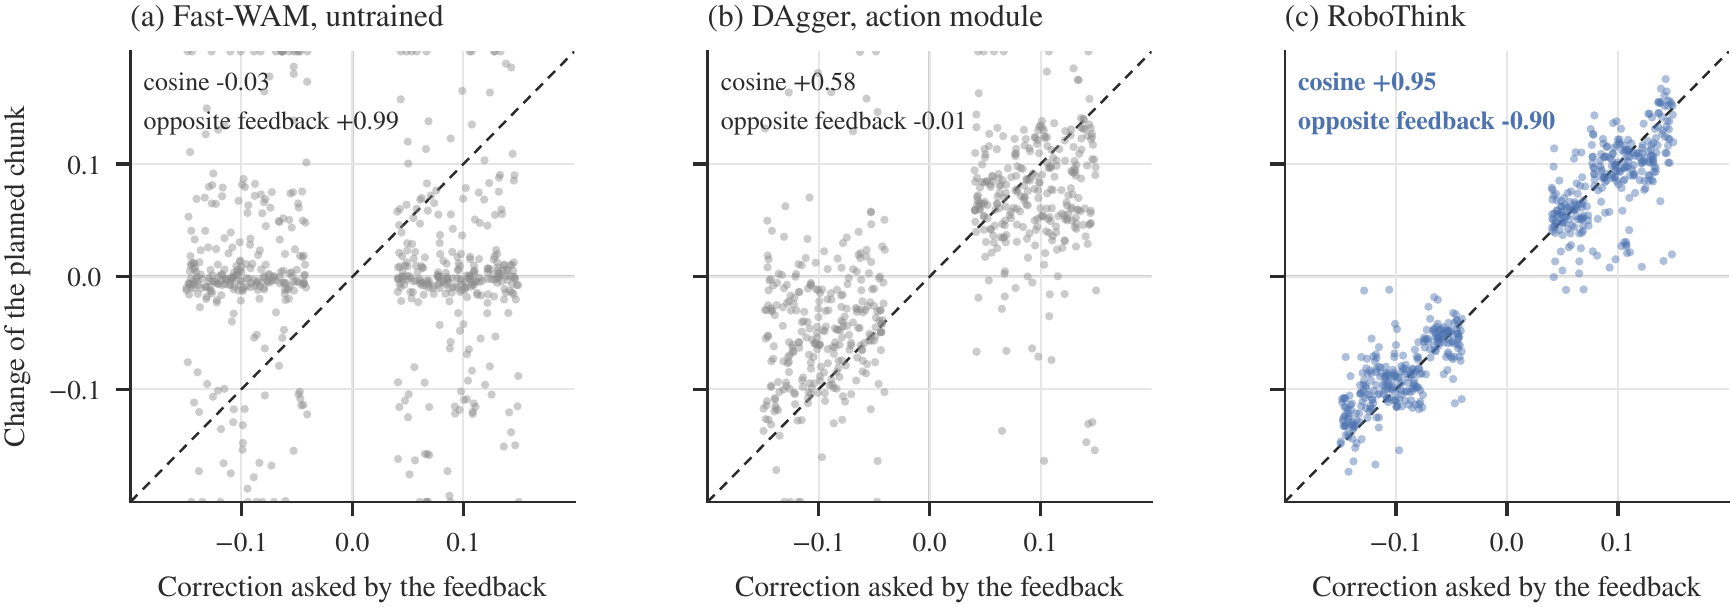 (a) Fast-WAM, untrained
cosine -0.03
opposite feedback +0.99
Change of the planned chunk
0.1
0.0
−0.1
−0.1 0.0 0.1
Correction asked by the feedback
(b) DAgger, action module
cosine +0.58
opposite feedback -0.01
−0.1 0.0 0.1
Correction asked by the feedback
(c) RoboThink
cosine +0.95
opposite feedback -0.90
−0.1 0.0 0.1
Correction asked by the feedback